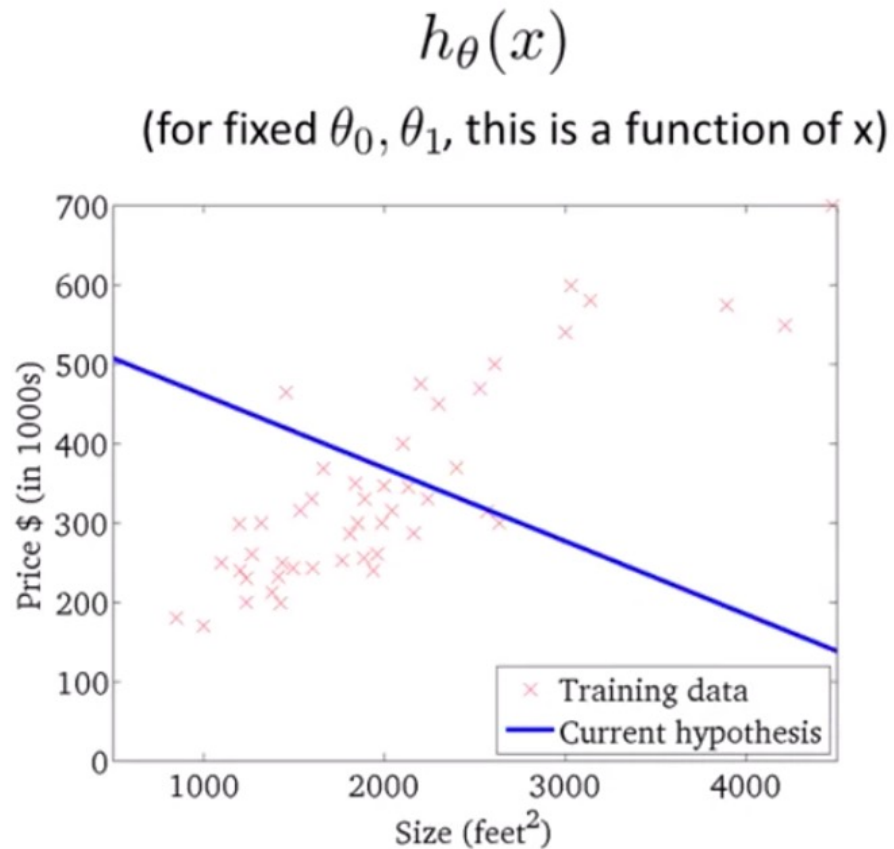 hθ(x)
(for fixed θ₀, θ₁, this is a function of x)
700
600
500
400
300
200
100
0
Price $ (in 1000s)
1000 2000 3000 4000
Size (feet²)
Training data
Current hypothesis